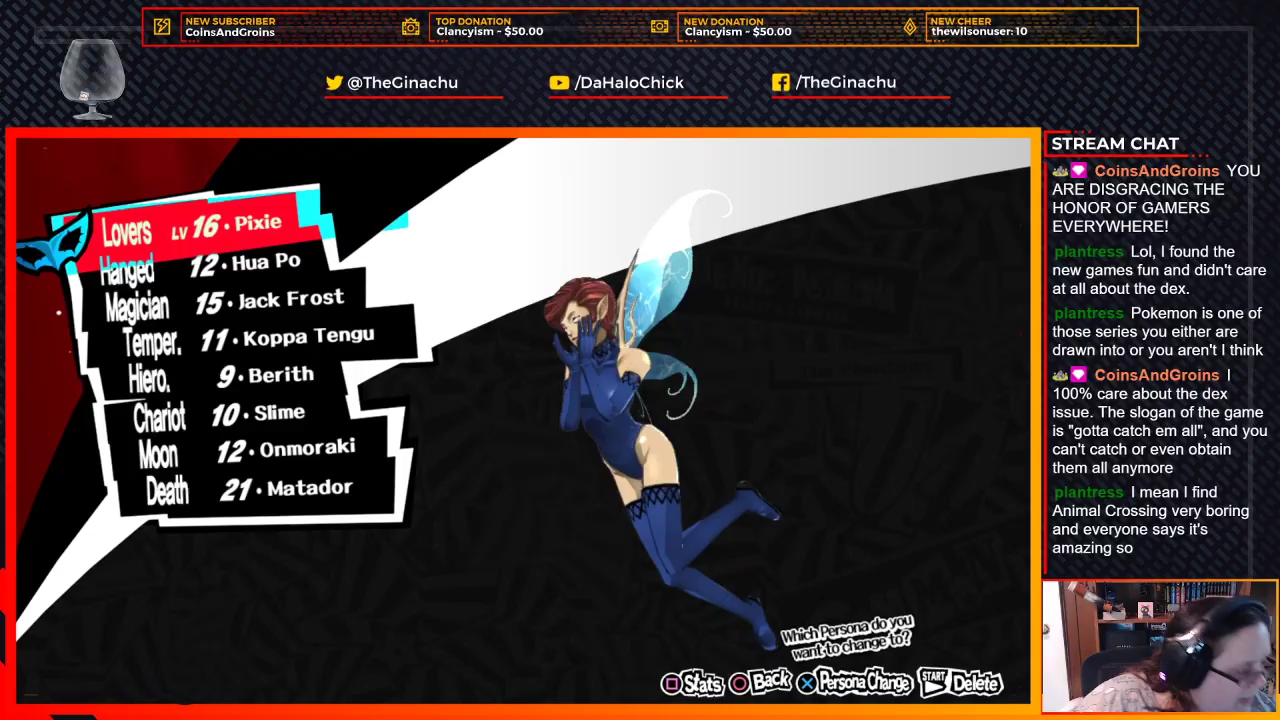 NEW SUBSCRIBER
CoinsAndGroins
TOP DONATION
Clancyism - $50.00
NEW DONATION
Clancyism - $50.00
NEW CHEER
thewilsonuser: 10
@TheGinachu
/DaHaloChick
/TheGinachu
Lovers LV 16 • Pixie
Hanged 12 • Hua Po
Magician 15 • Jack Frost
Temper. 11 • Koppa Tengu
Hiero. 9 • Berith
Chariot 10 • Slime
Moon 12 • Onmoraki
Death 21 • Matador
Which Persona do you
want to change to?
Stats Back Persona Change START Delete
STREAM CHAT
CoinsAndGroins YOU
ARE DISGRACING THE
HONOR OF GAMERS
EVERYWHERE!
plantress Lol, I found the
new games fun and didn't care
at all about the dex.
plantress Pokemon is one of
those series you either are
drawn into or you aren't I think
CoinsAndGroins I
100% care about the dex
issue. The slogan of the game
is "gotta catch em all", and you
can't catch or even obtain
them all anymore
plantress I mean I find
Animal Crossing very boring
and everyone says it's
amazing so